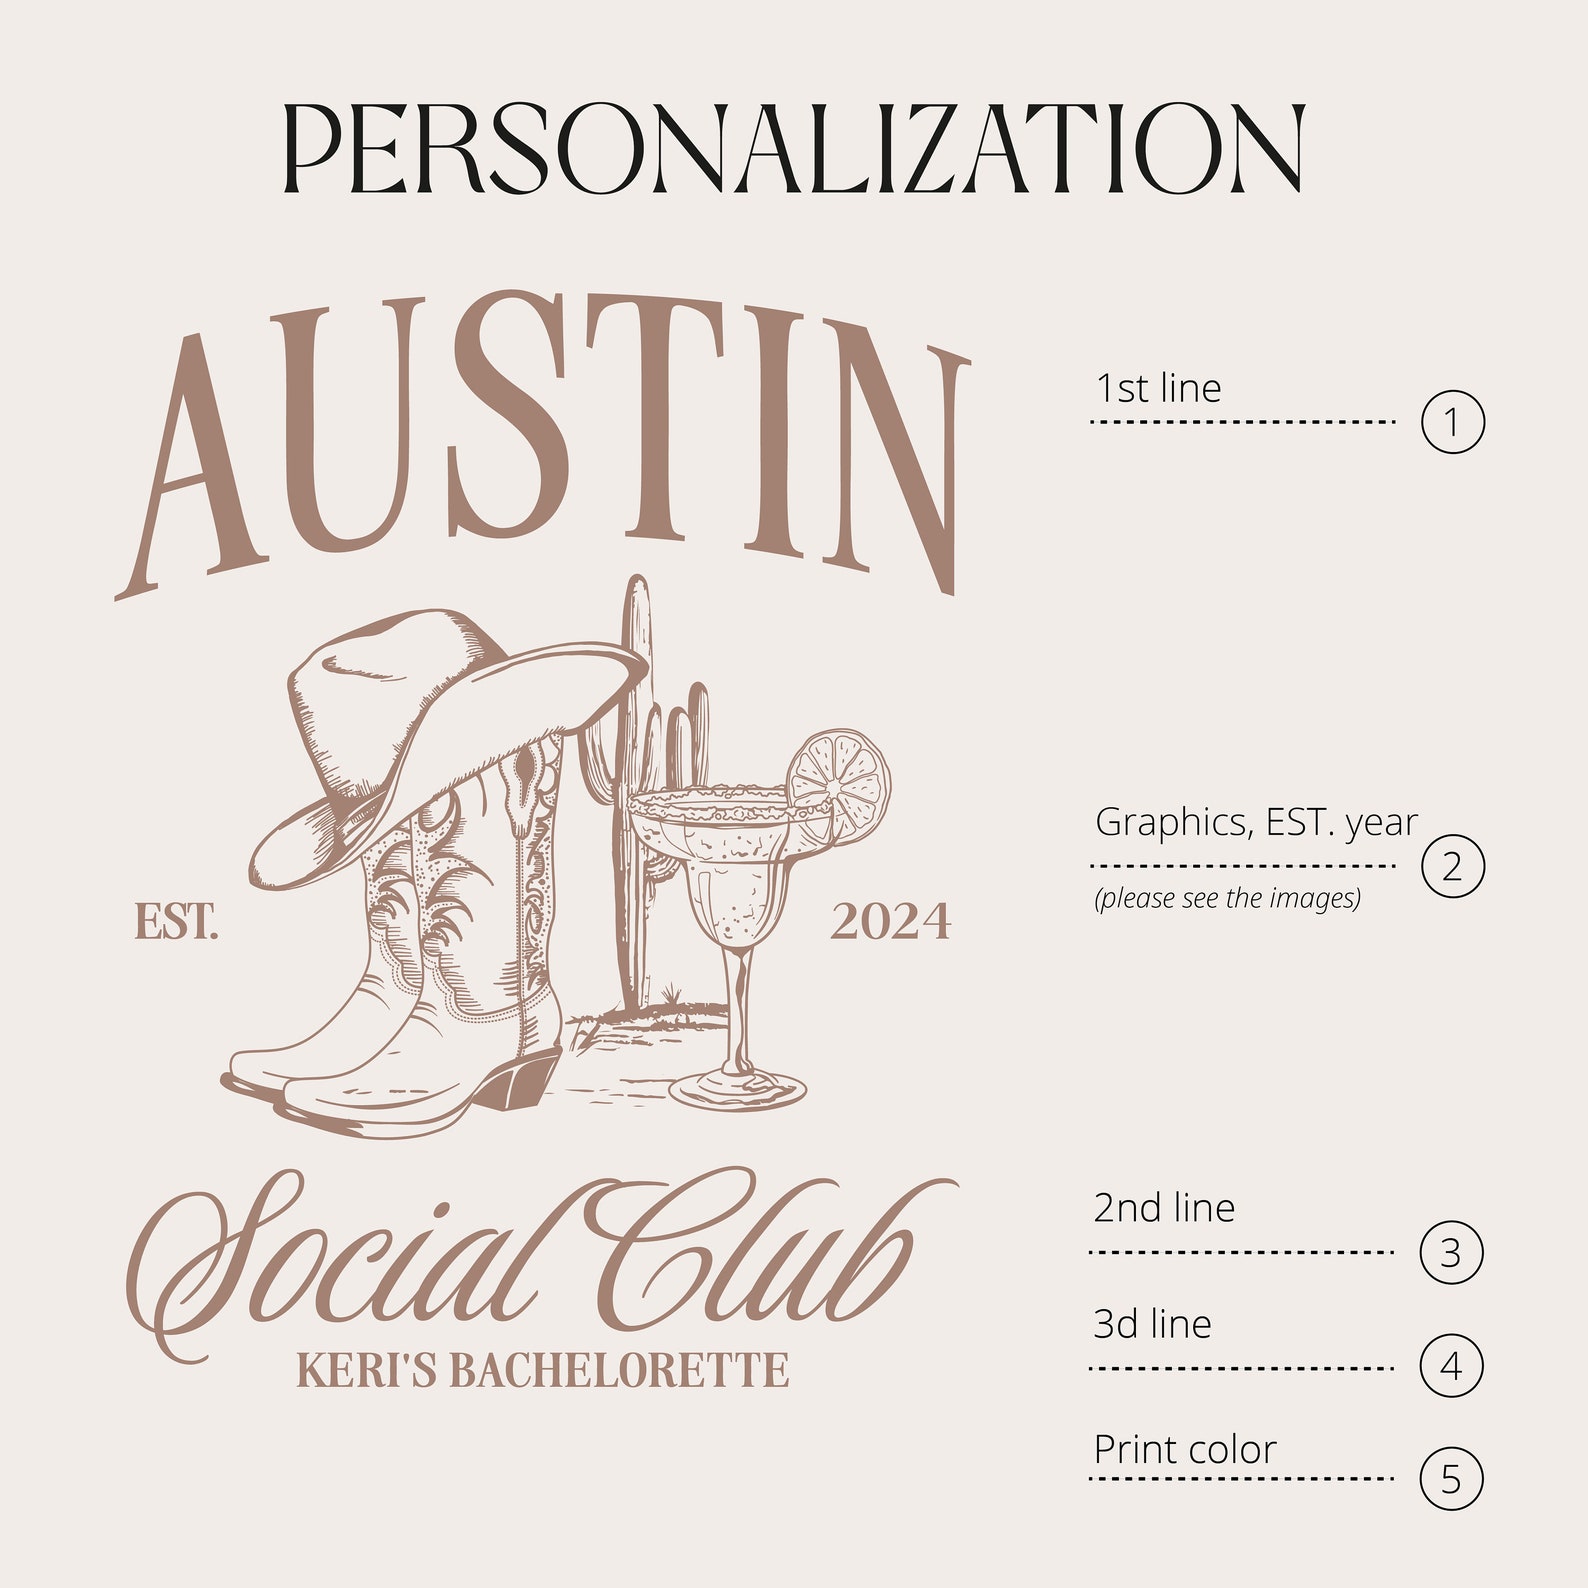 PERSONALIZATION
AUSTIN
1st line
1
Graphics, EST. year
2
(please see the images)
EST.
2024
Social Club
2nd line
3
3d line
4
KERI'S BACHELORETTE
Print color
5